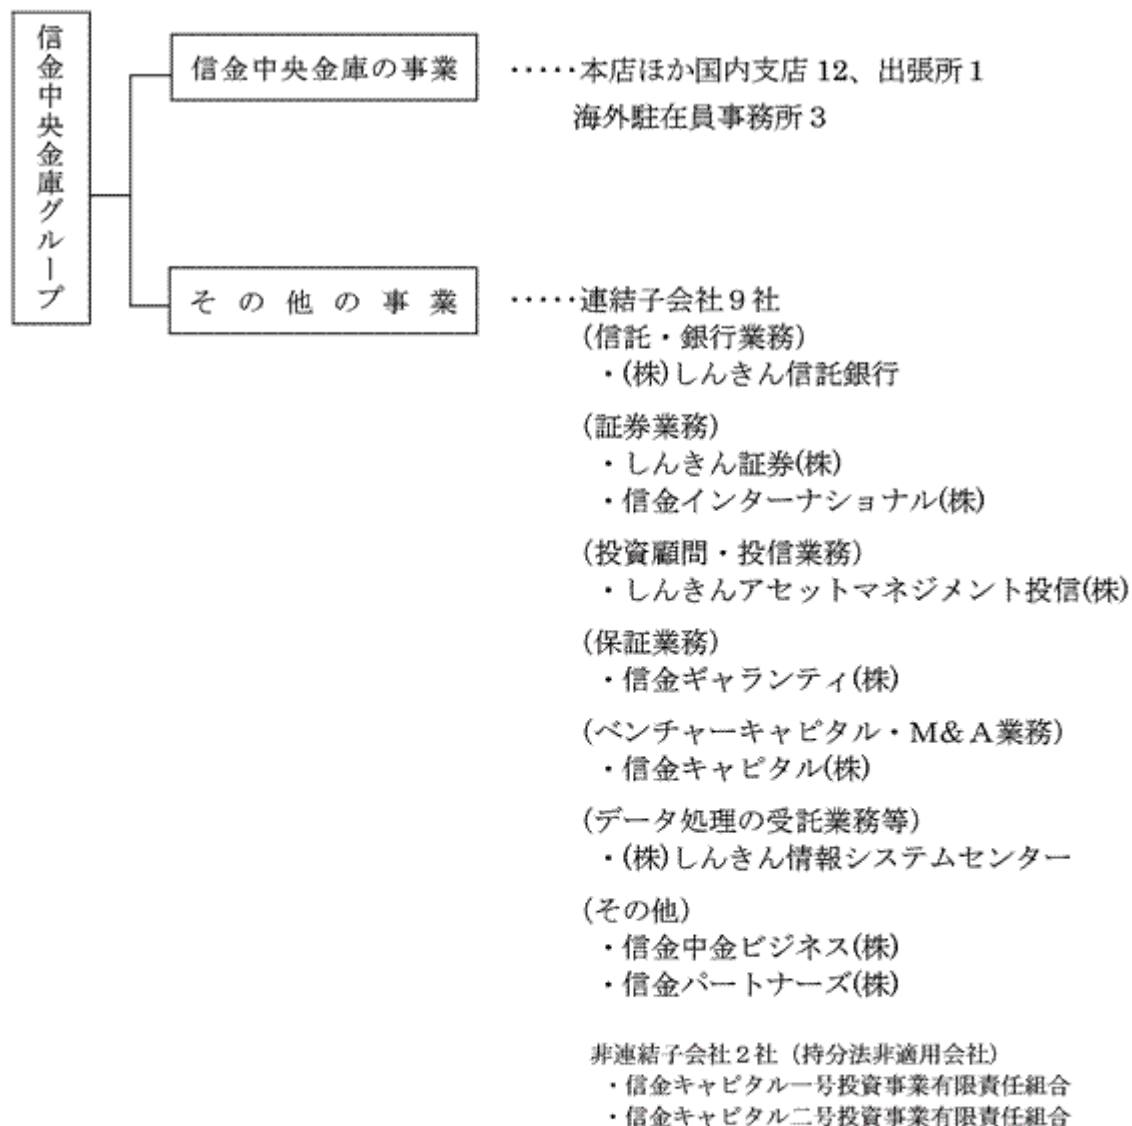 信金中央金庫グループ
信金中央金庫の事業
·····本店ほか国内支店 12、出張所 1
海外駐在員事務所 3
その他の事業
·····連結子会社 9 社
(信託・銀行業務)
・(株)しんきん信託銀行
(証券業務)
・しんきん証券(株)
・信金インターナショナル(株)
(投資顧問・投信業務)
・しんきんアセットマネジメント投信(株)
(保証業務)
・信金ギャランティ(株)
(ベンチャーキャピタル・M&A業務)
・信金キャピタル(株)
(データ処理の受託業務等)
・(株)しんきん情報システムセンター
(その他)
・信金中金ビジネス(株)
・信金パートナーズ(株)
非連結子会社 2 社(持分法非適用会社)
・信金キャピタル一号投資事業有限責任組合
・信金キャピタル二号投資事業有限責任組合